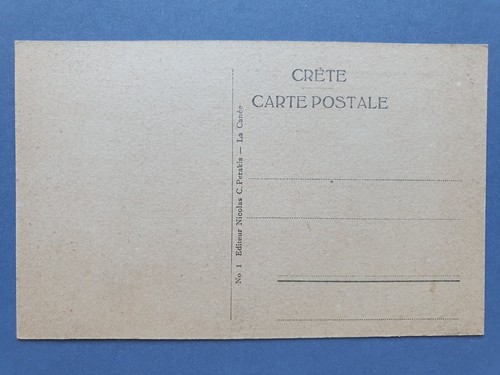 CRÈTE
CARTE POSTALE
No 1 Editeur Nicolas C. Perakis — La Canée